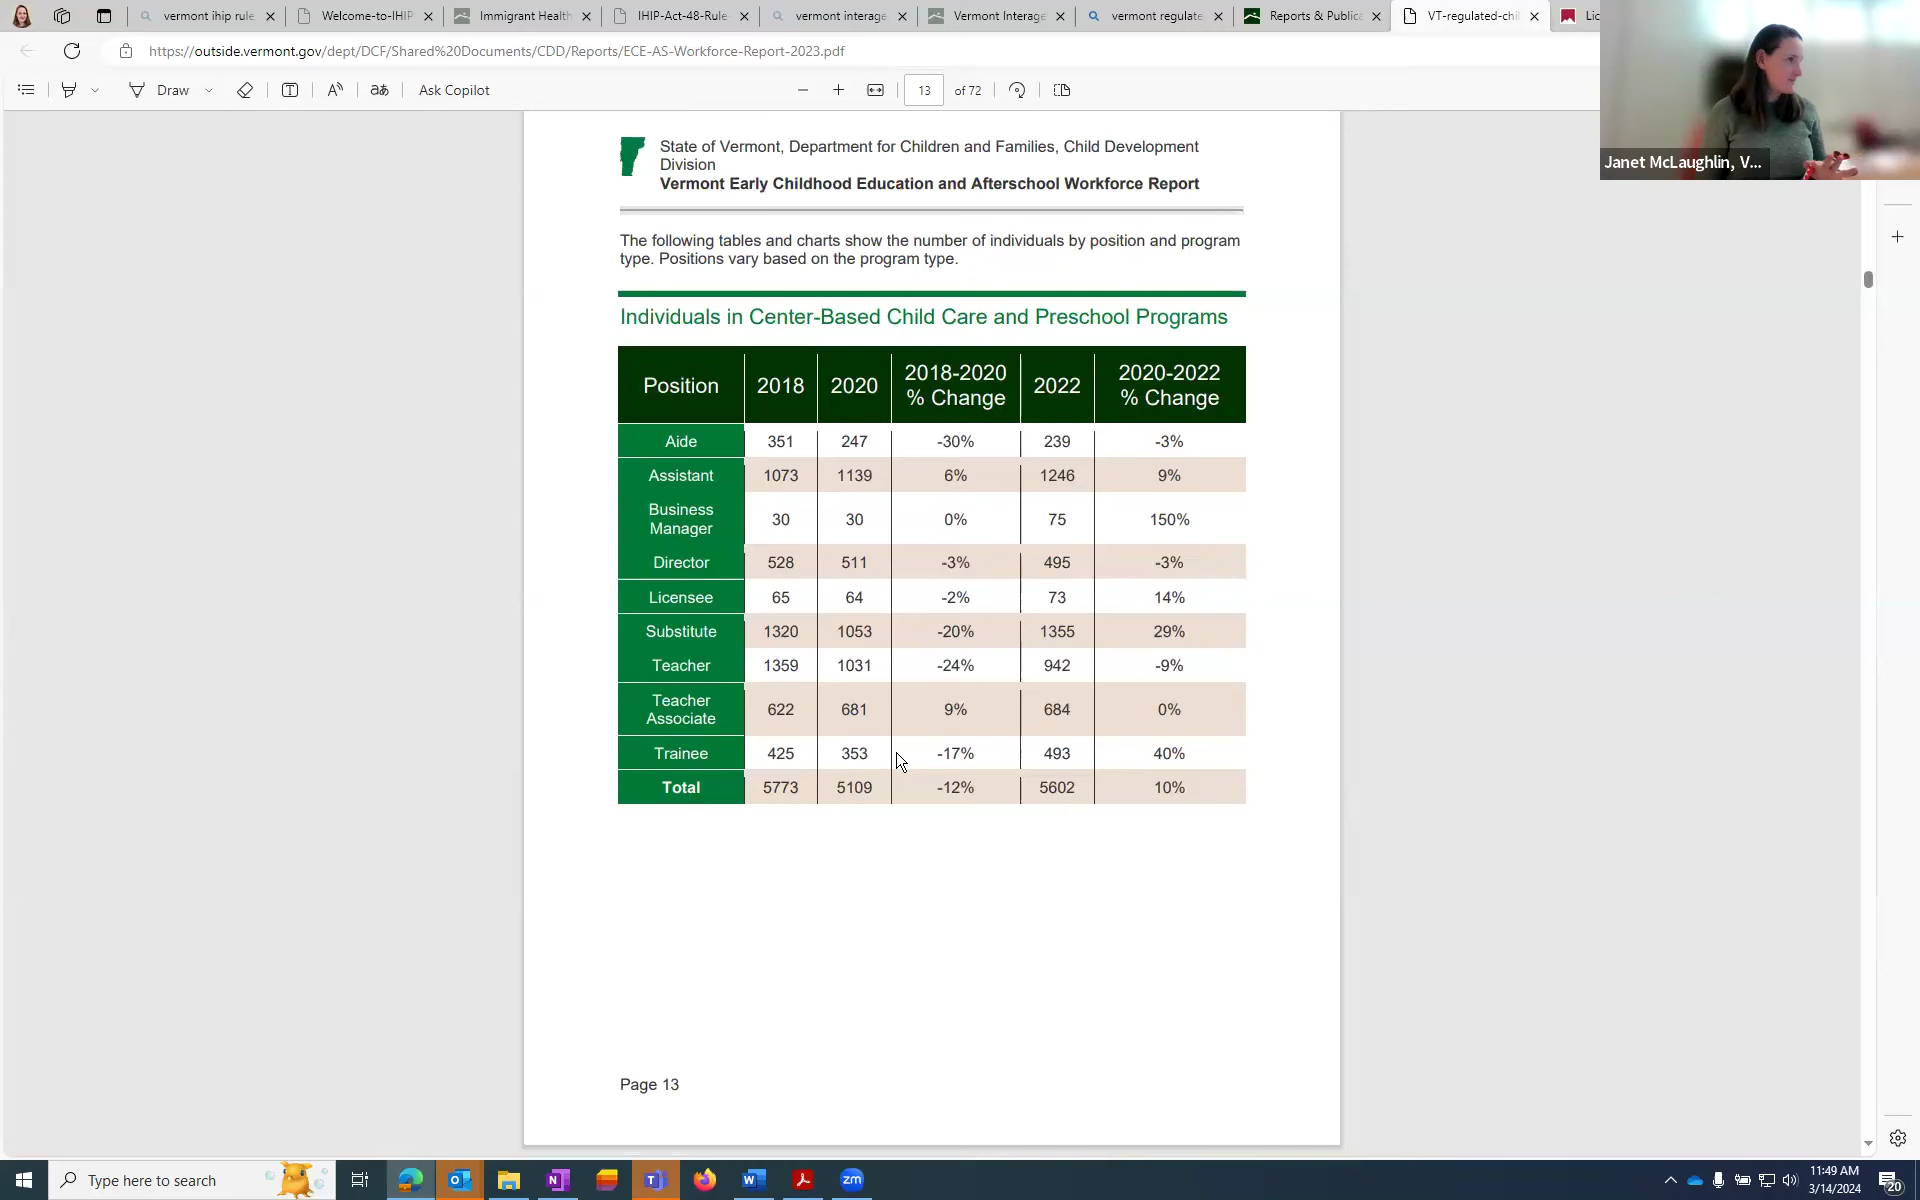 vermont ihip rule
Welcome-to-IHIP
Immigrant Health
IHIP-Act-48-Rule
vermont interage
Vermont Interage
vermont regulate
Reports & Publica
VT-regulated-chi
Lic
https://outside.vermont.gov/dept/DCF/Shared%20Documents/CDD/Reports/ECE-AS-Workforce-Report-2023.pdf
Draw
Ask Copilot
13 of 72
Janet McLaughlin, V...
State of Vermont, Department for Children and Families, Child Development
Division
Vermont Early Childhood Education and Afterschool Workforce Report
The following tables and charts show the number of individuals by position and program
type. Positions vary based on the program type.
Individuals in Center-Based Child Care and Preschool Programs
Position 2018 2020 2018-2020 % Change 2022 2020-2022 % Change
Aide 351 247 -30% 239 -3%
Assistant 1073 1139 6% 1246 9%
Business Manager 30 30 0% 75 150%
Director 528 511 -3% 495 -3%
Licensee 65 64 -2% 73 14%
Substitute 1320 1053 -20% 1355 29%
Teacher 1359 1031 -24% 942 -9%
Teacher Associate 622 681 9% 684 0%
Trainee 425 353 -17% 493 40%
Total 5773 5109 -12% 5602 10%
Page 13
Type here to search
11:49 AM
3/14/2024
20